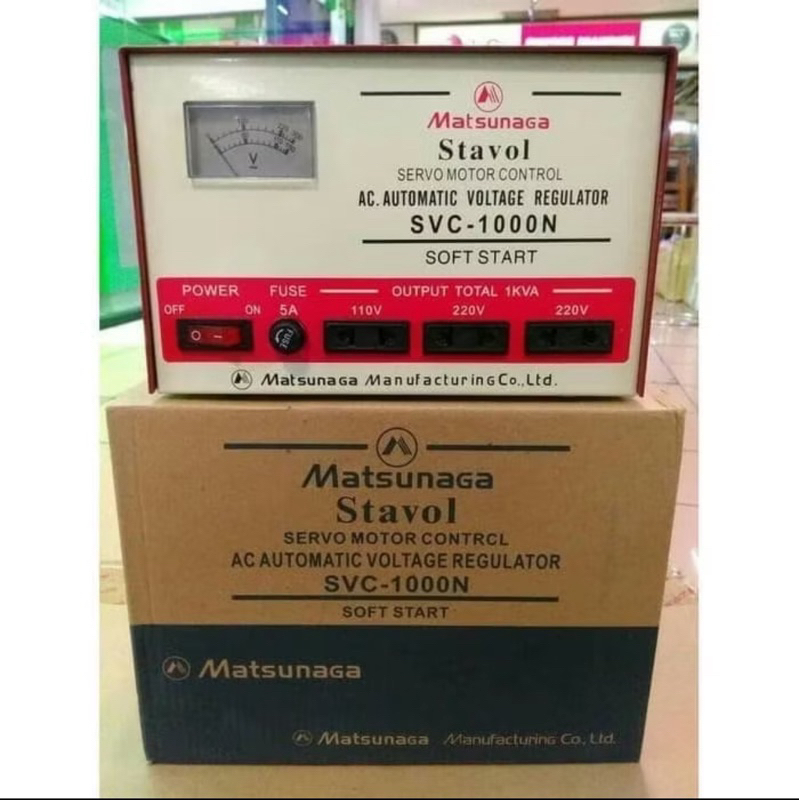 Matsunaga
Stavol
SERVO MOTOR CONTROL
AC. AUTOMATIC VOLTAGE REGULATOR
SVC-1000N
SOFT START
V
POWER FUSE OUTPUT TOTAL 1KVA
OFF ON 5A 110V 220V 220V
FUSE
Matsunaga Manufacturing Co.,Ltd.
Matsunaga
Stavol
SERVO MOTOR CONTRCL
AC AUTOMATIC VOLTAGE REGULATOR
SVC-1000N
SOFT START
Matsunaga
Matsunaga Manufacturing Co., Ltd.